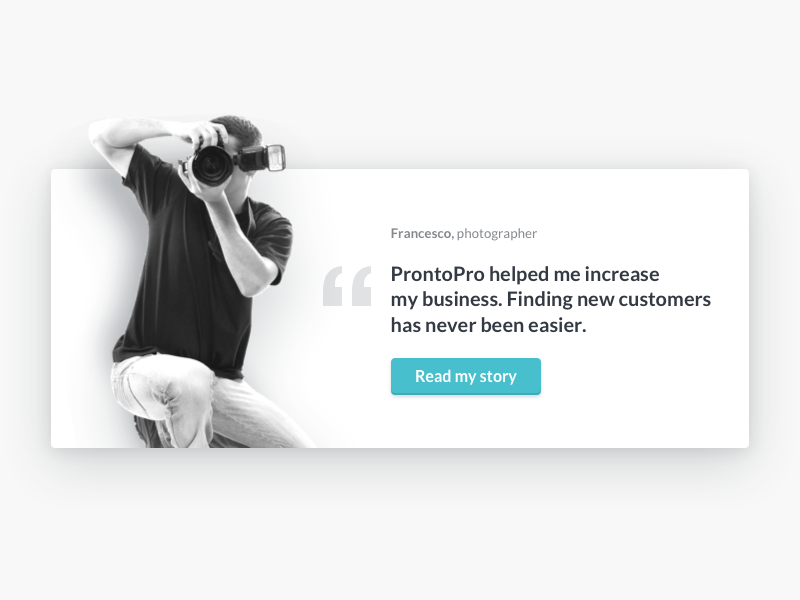 Francesco, photographer
“
ProntoPro helped me increase
my business. Finding new customers
has never been easier.
Read my story